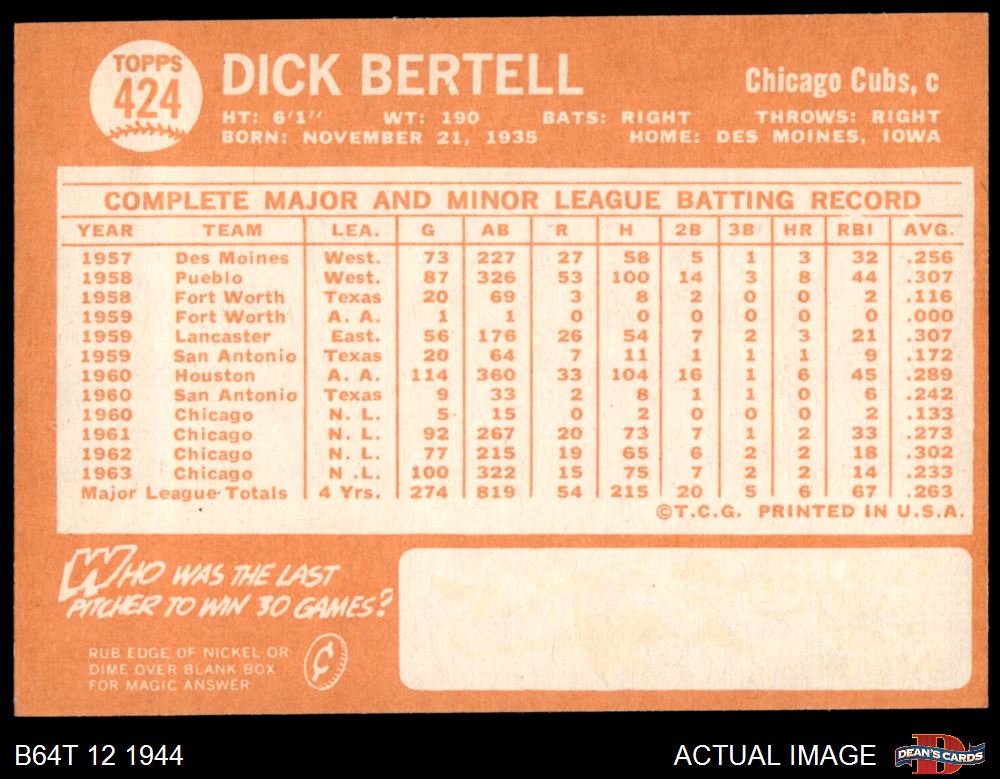 TOPPS
424
DICK BERTELL
Chicago Cubs, c
HT: 6'1" WT: 190 BATS: RIGHT THROWS: RIGHT
BORN: NOVEMBER 21, 1935 HOME: DES MOINES, IOWA
COMPLETE MAJOR AND MINOR LEAGUE BATTING RECORD
YEAR TEAM LEA. G AB R H 2B 3B HR RBI AVG.
1957 Des Moines West. 73 227 27 58 5 1 3 32 .256
1958 Pueblo West. 87 326 53 100 14 3 8 44 .307
1958 Fort Worth Texas 20 69 3 8 2 0 0 2 .116
1959 Fort Worth A. A. 1 1 0 0 0 0 0 0 .000
1959 Lancaster East. 56 176 26 54 7 2 3 21 .307
1959 San Antonio Texas 20 64 7 11 1 1 1 9 .172
1960 Houston A. A. 114 360 33 104 16 1 6 45 .289
1960 San Antonio Texas 9 33 2 8 1 1 0 6 .242
1960 Chicago N. L. 5 15 0 2 0 0 0 2 .133
1961 Chicago N. L. 92 267 20 73 7 1 2 33 .273
1962 Chicago N. L. 77 215 19 65 6 2 2 18 .302
1963 Chicago N .L. 100 322 15 75 7 2 2 14 .233
Major League Totals 4 Yrs. 274 819 54 215 20 5 6 67 .263
©T.C.G. PRINTED IN U.S.A.
WHO WAS THE LAST
PITCHER TO WIN 30 GAMES?
RUB EDGE OF NICKEL OR
DIME OVER BLANK BOX
FOR MAGIC ANSWER
¢
B64T 12 1944
ACTUAL IMAGE
DEAN'S CARDS